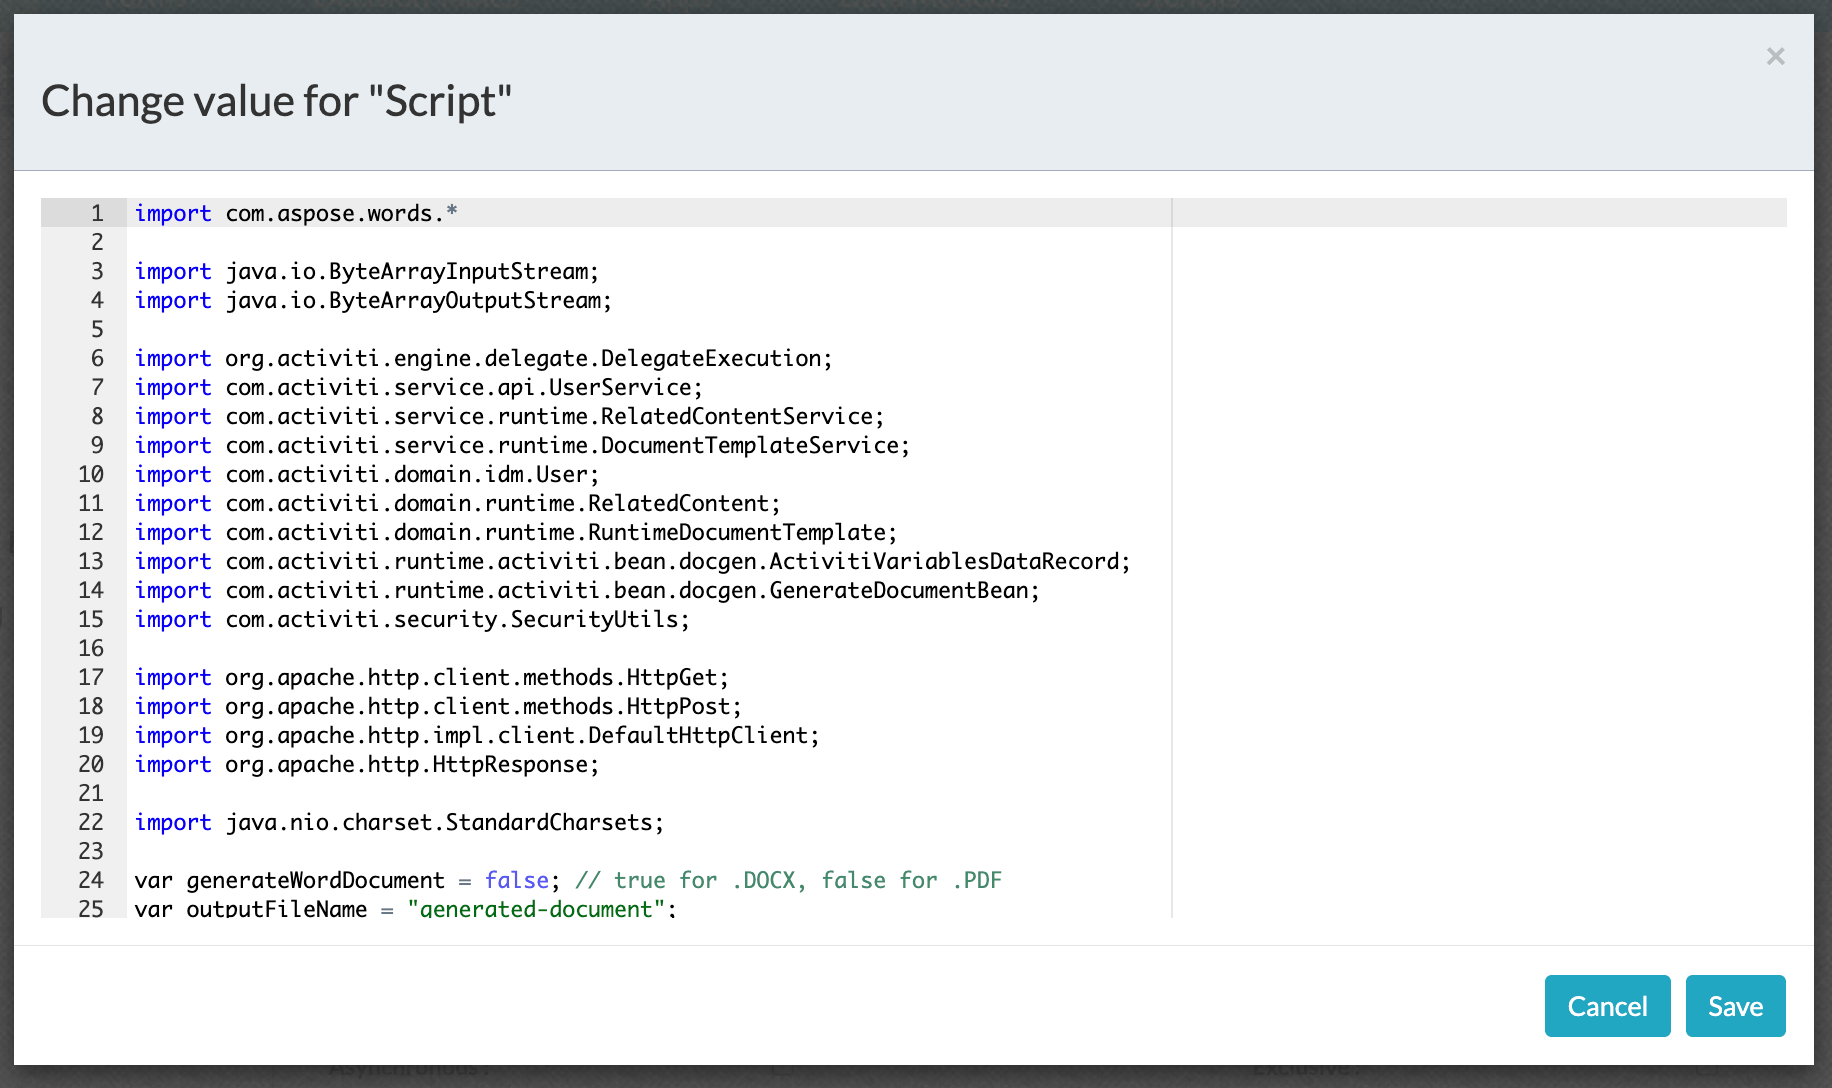 ×
Change value for "Script"
1 import com.aspose.words.*
2
3 import java.io.ByteArrayInputStream;
4 import java.io.ByteArrayOutputStream;
5
6 import org.activiti.engine.delegate.DelegateExecution;
7 import com.activiti.service.api.UserService;
8 import com.activiti.service.runtime.RelatedContentService;
9 import com.activiti.service.runtime.DocumentTemplateService;
10 import com.activiti.domain.idm.User;
11 import com.activiti.domain.runtime.RelatedContent;
12 import com.activiti.domain.runtime.RuntimeDocumentTemplate;
13 import com.activiti.runtime.activiti.bean.docgen.ActivitiVariablesDataRecord;
14 import com.activiti.runtime.activiti.bean.docgen.GenerateDocumentBean;
15 import com.activiti.security.SecurityUtils;
16
17 import org.apache.http.client.methods.HttpGet;
18 import org.apache.http.client.methods.HttpPost;
19 import org.apache.http.impl.client.DefaultHttpClient;
20 import org.apache.http.HttpResponse;
21
22 import java.nio.charset.StandardCharsets;
23
24 var generateWordDocument = false; // true for .DOCX, false for .PDF
25 var outputFileName = "generated-document";
Cancel Save